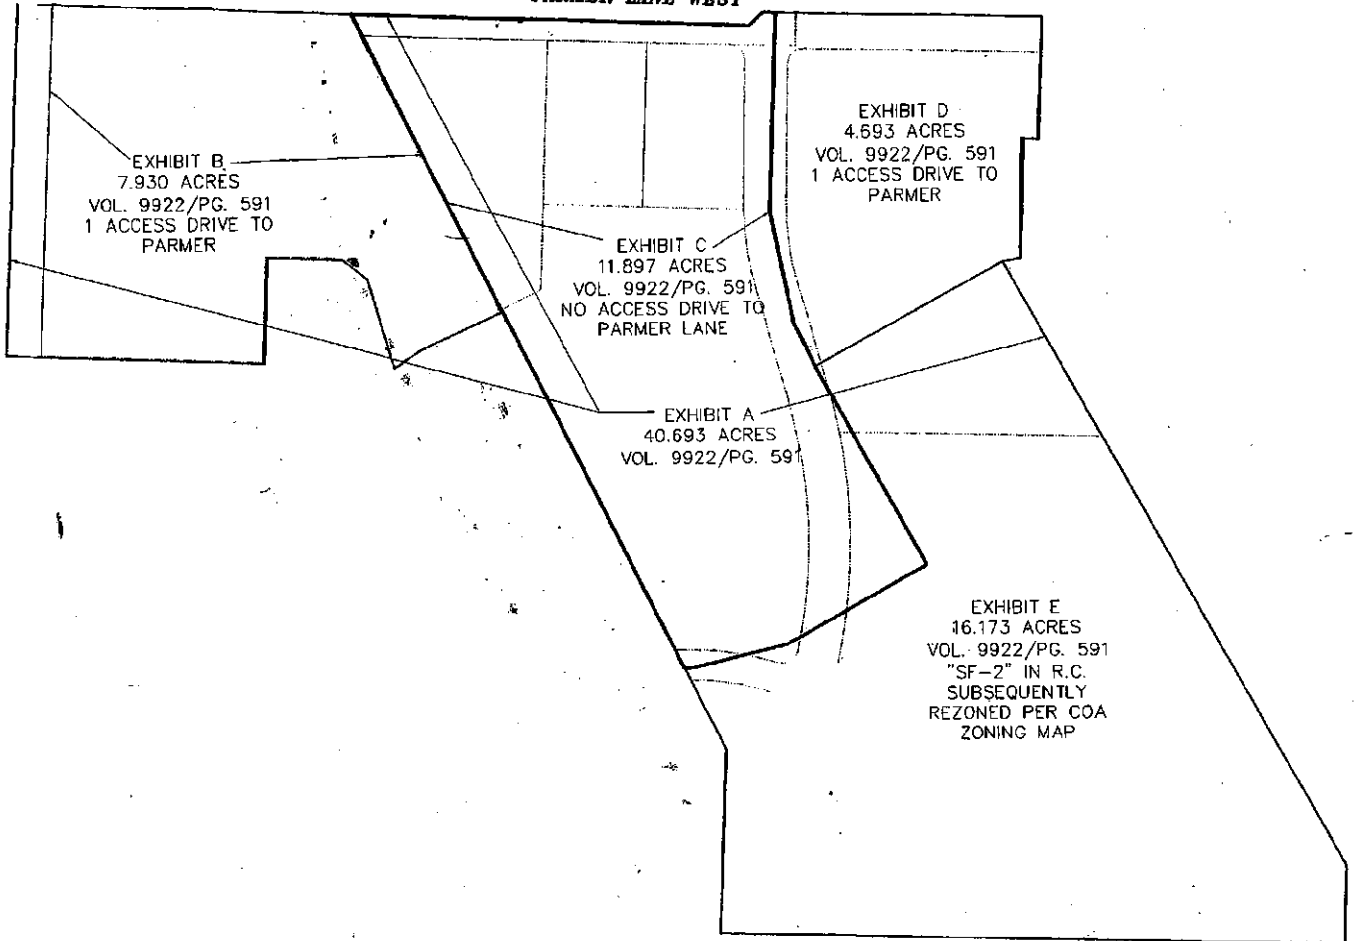 LANE WEST
EXHIBIT D
4.693 ACRES
VOL. 9922/PG. 591
1 ACCESS DRIVE TO
PARMER
EXHIBIT B
7.930 ACRES
VOL. 9922/PG. 591
1 ACCESS DRIVE TO
PARMER
EXHIBIT C
11.897 ACRES
VOL. 9922/PG. 591
NO ACCESS DRIVE TO
PARMER LANE
EXHIBIT A
40.693 ACRES
VOL. 9922/PG. 591
EXHIBIT E
16.173 ACRES
VOL. 9922/PG. 591
"SF-2" IN R.C.
SUBSEQUENTLY
REZONED PER COA
ZONING MAP